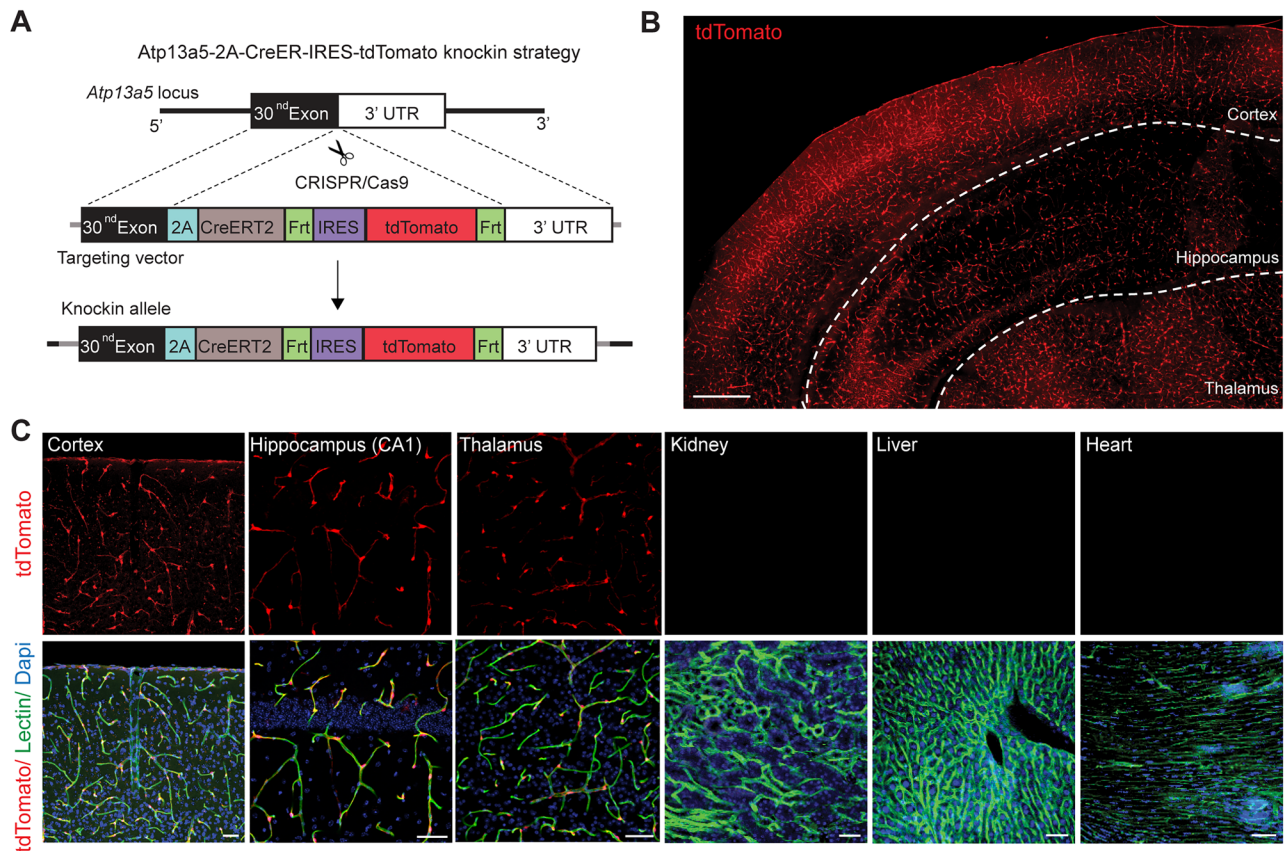 A
Atp13a5-2A-CreER-IRES-tdTomato knockin strategy
Atp13a5 locus
30nd Exon
3' UTR
5'
3'
CRISPR/Cas9
30nd Exon 2A CreERT2 Frt IRES tdTomato Frt 3' UTR
Targeting vector
Knockin allele
30nd Exon 2A CreERT2 Frt IRES tdTomato Frt 3' UTR
B
tdTomato
Cortex
Hippocampus
Thalamus
C
tdTomato
Cortex
Hippocampus (CA1)
Thalamus
Kidney
Liver
Heart
tdTomato/ Lectin/ Dapi